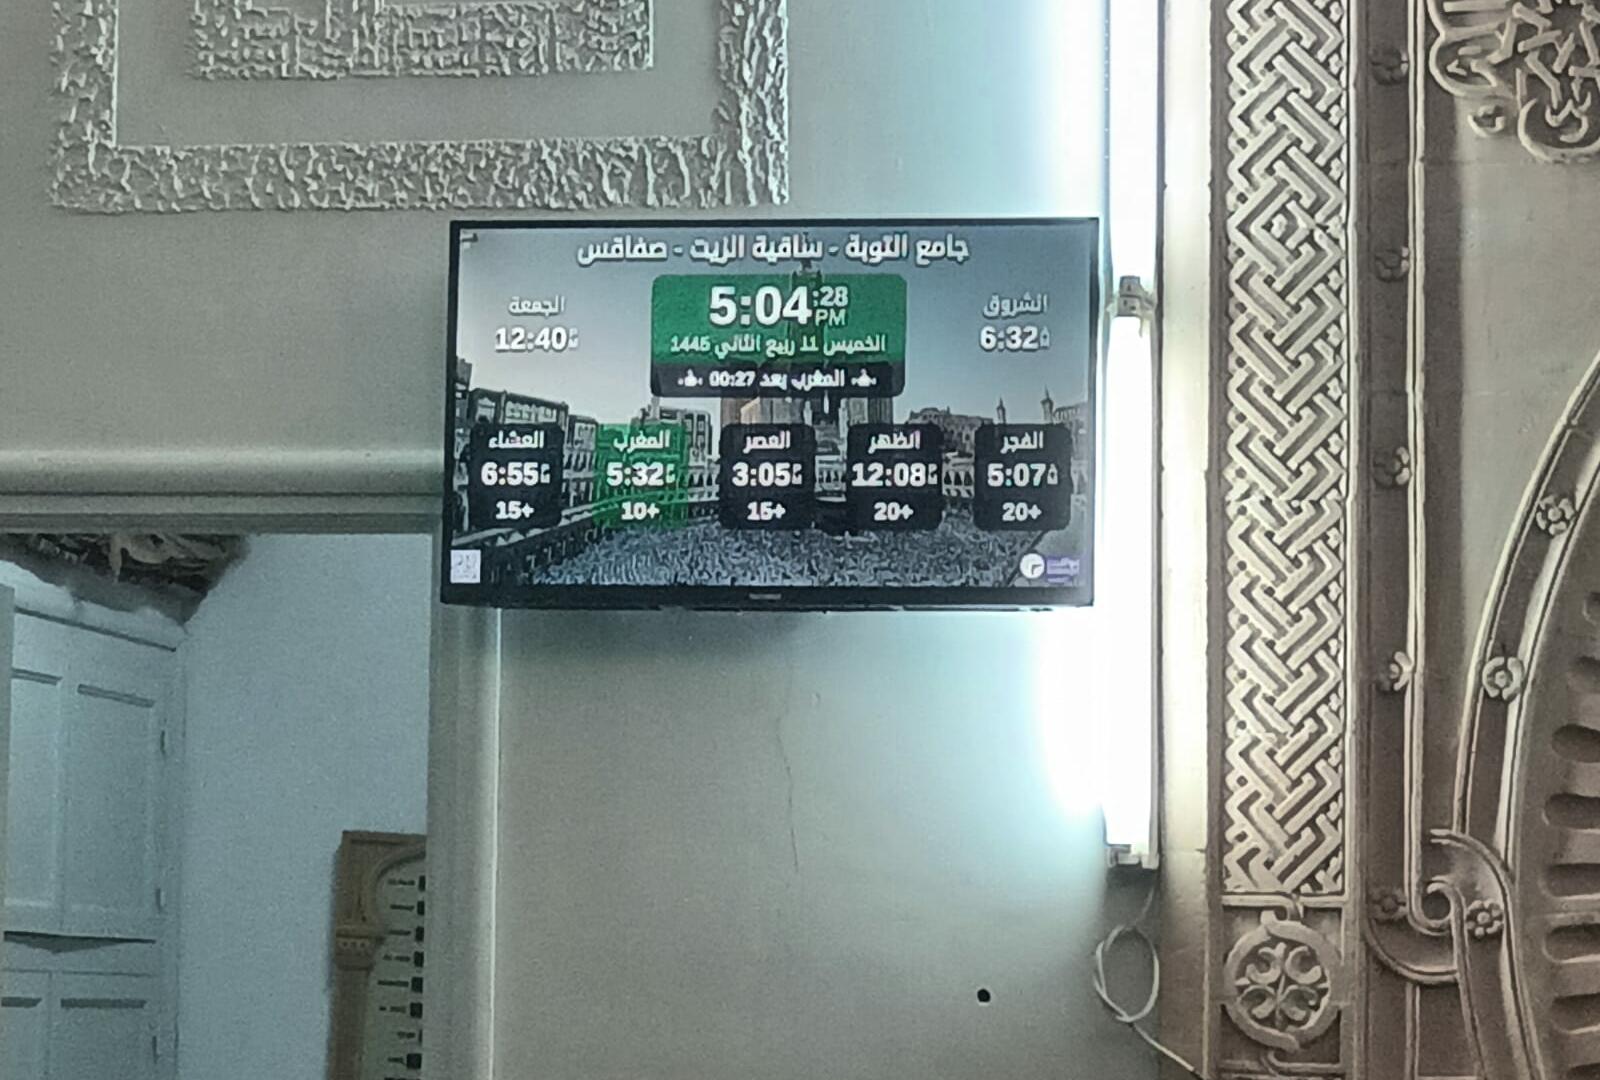 جامع التوبة - ساقية الزيت - صفاقس
الشروق
6:32
5:04:28 PM
الخميس 11 ربيع الثاني 1445
المغرب بعد 00:27
الجمعة
12:40
الفجر
5:07
20+
الظهر
12:08
20+
العصر
3:05
15+
المغرب
5:32
10+
العشاء
6:55
15+